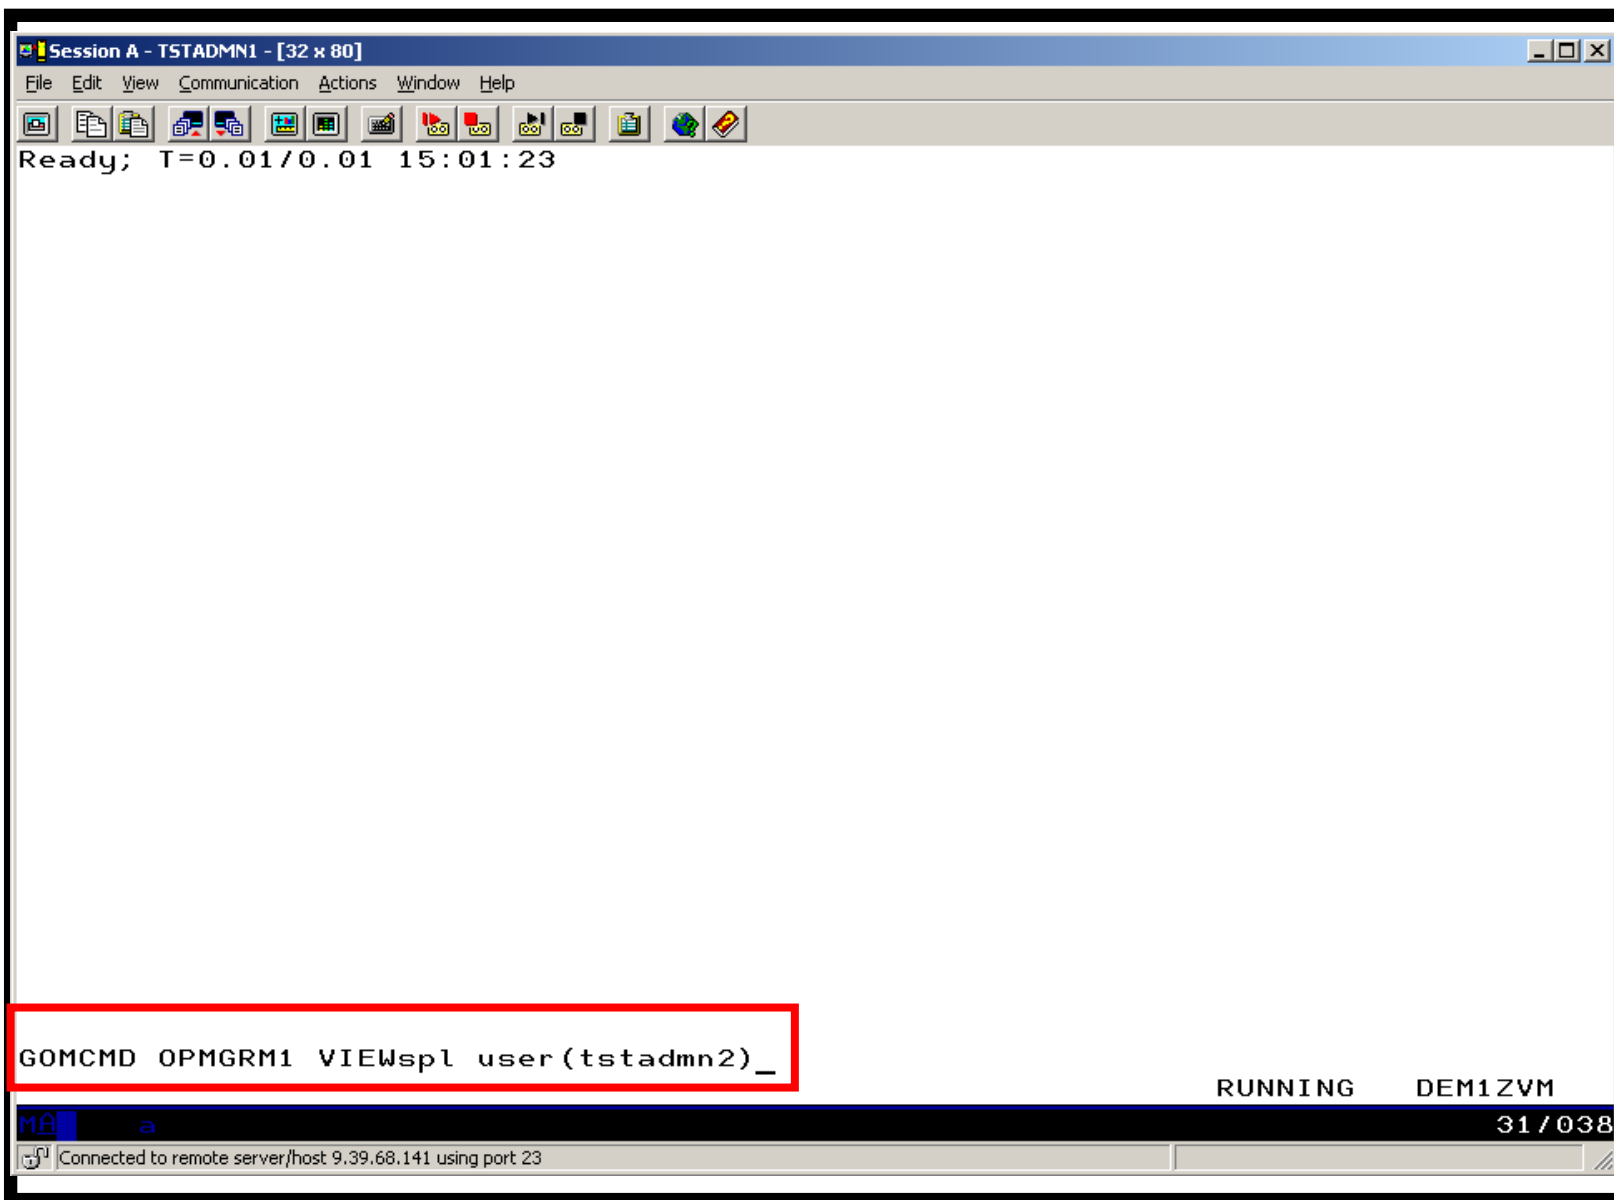 Session A - TSTADMN1 - [32 x 80]
File Edit View Communication Actions Window Help
Ready; T=0.01/0.01 15:01:23
GOMCMD OPMGRM1 VIEWspl user(tstadmn2)_
RUNNING DEM1ZVM
MA a 31/038
Connected to remote server/host 9.39.68.141 using port 23